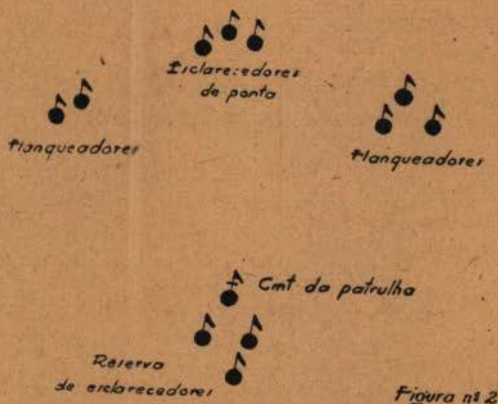 Esclarecedores
de ponta
Flanqueadores
Flanqueadores
Cmt da patrulha
Reserva
de esclarecedores
Figura nº 2